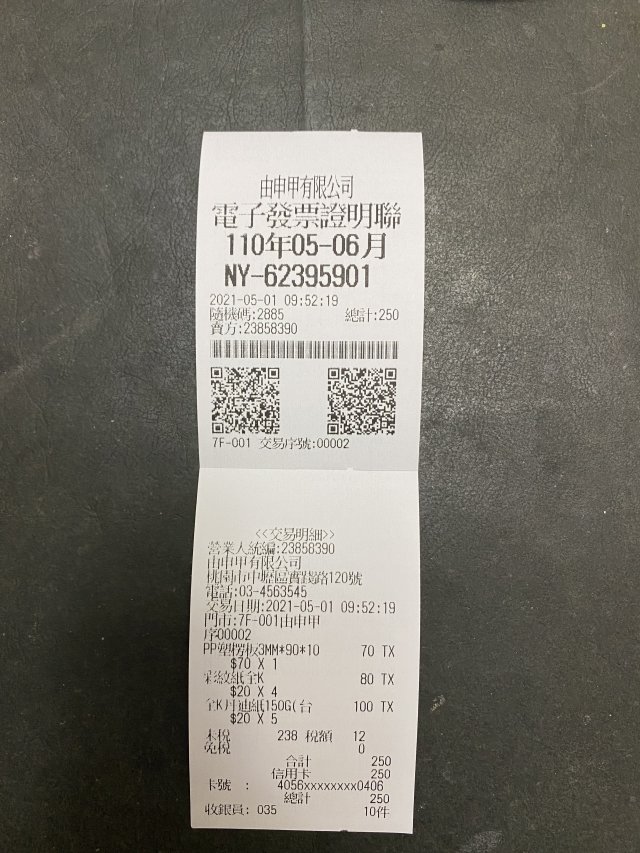 由申甲有限公司
電子發票證明聯
110年05-06月
NY-62395901
2021-05-01 09:52:19
隨機碼:2885 總計:250
賣方:23858390
7F-001 交易序號:00002
<<交易明細>>
營業人統編:23858390
由申甲有限公司
桃園市中壢區實踐路120號
電話:03-4563545
交易日期:2021-05-01 09:52:19
門市:7F-001由申甲
序00002
PP塑楞板3MM*90*10 70 TX
$70 X 1
彩紋紙全K 80 TX
$20 X 4
全K丹迪紙150G(台 100 TX
$20 X 5
未稅 238 稅額 12
免稅 0
合計 250
信用卡 250
卡號 : 4056xxxxxxxx0406
總計 250
收銀員: 035 10件